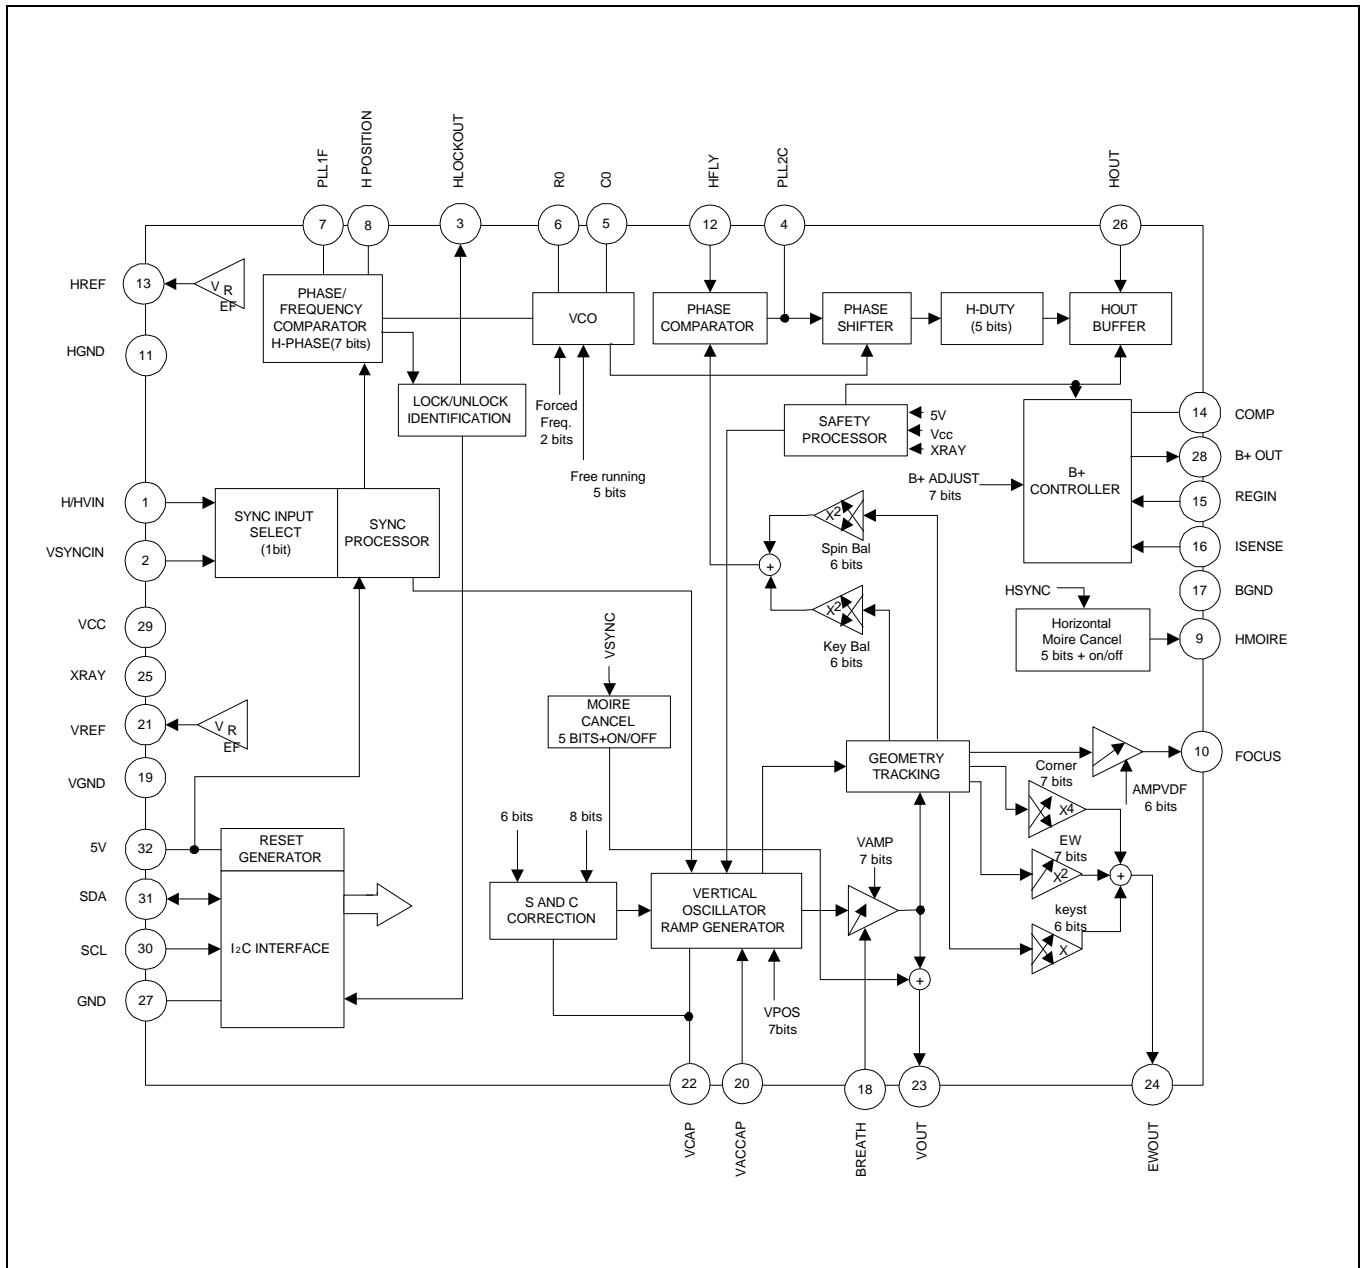 PLL1F
H POSITION
HLOCKOUT
R0
C0
HFLY
PLL2C
HOUT
7
8
3
6
5
12
4
26
HREF
13
V R
EF
HGND
11
PHASE/
FREQUENCY
COMPARATOR
H-PHASE(7 bits)
VCO
PHASE
COMPARATOR
PHASE
SHIFTER
H-DUTY
(5 bits)
HOUT
BUFFER
LOCK/UNLOCK
IDENTIFICATION
Forced
Freq.
2 bits
Free running
5 bits
SAFETY
PROCESSOR
5V
Vcc
XRAY
B+ ADJUST
7 bits
B+
CONTROLLER
14
COMP
28
B+ OUT
15
REGIN
16
ISENSE
17
BGND
H/HVIN
1
VSYNCIN
2
SYNC INPUT
SELECT
(1bit)
SYNC
PROCESSOR
X2
Spin Bal
6 bits
+
X2
Key Bal
6 bits
HSYNC
Horizontal
Moire Cancel
5 bits + on/off
9
HMOIRE
VCC
29
XRAY
25
VREF
21
V R
EF
VGND
19
VSYNC
MOIRE
CANCEL
5 BITS+ON/OFF
GEOMETRY
TRACKING
10
FOCUS
AMPVDF
6 bits
Corner
7 bits
X4
EW
7 bits
X2
+
keyst
6 bits
X
5V
32
SDA
31
SCL
30
GND
27
RESET
GENERATOR
I2C INTERFACE
6 bits
8 bits
S AND C
CORRECTION
VERTICAL
OSCILLATOR
RAMP GENERATOR
VAMP
7 bits
+
VPOS
7bits
22
20
18
23
24
VCAP
VACCAP
BREATH
VOUT
EWOUT